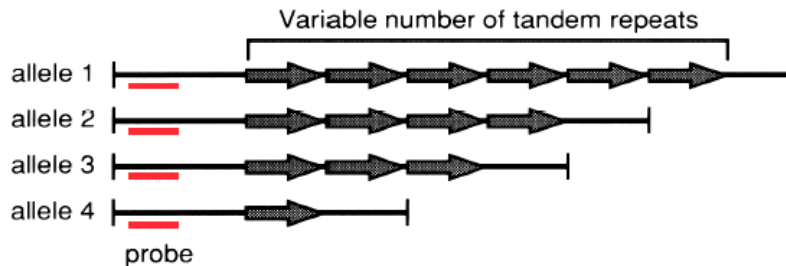 Variable number of tandem repeats
allele 1
allele 2
allele 3
allele 4
probe